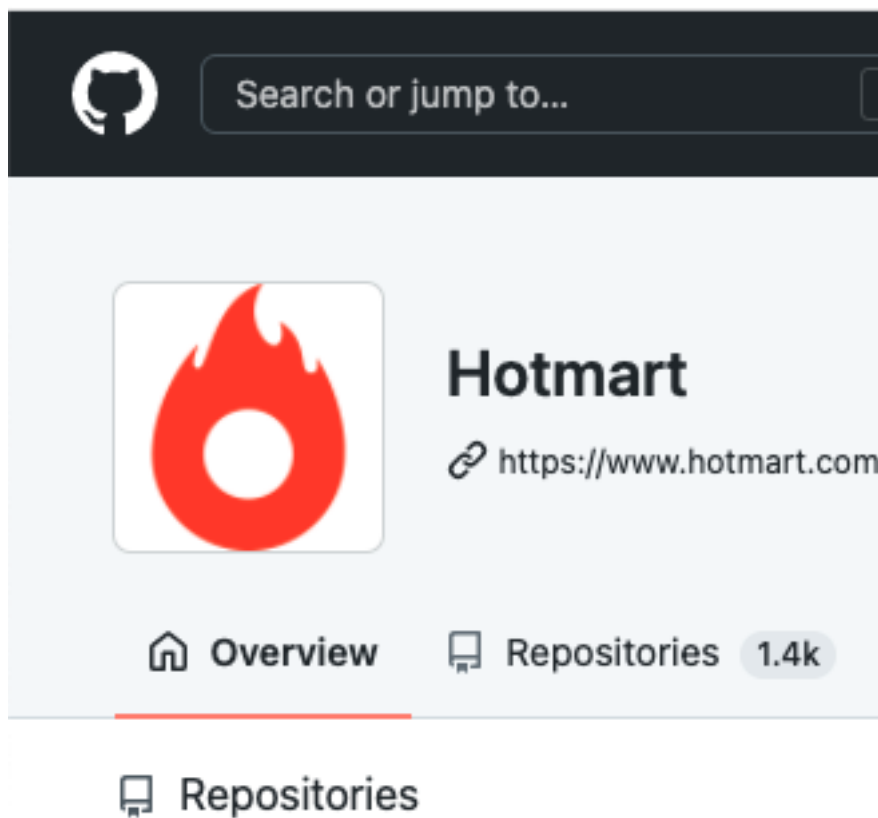 Search or jump to...
Hotmart
https://www.hotmart.com
Overview Repositories 1.4k
Repositories